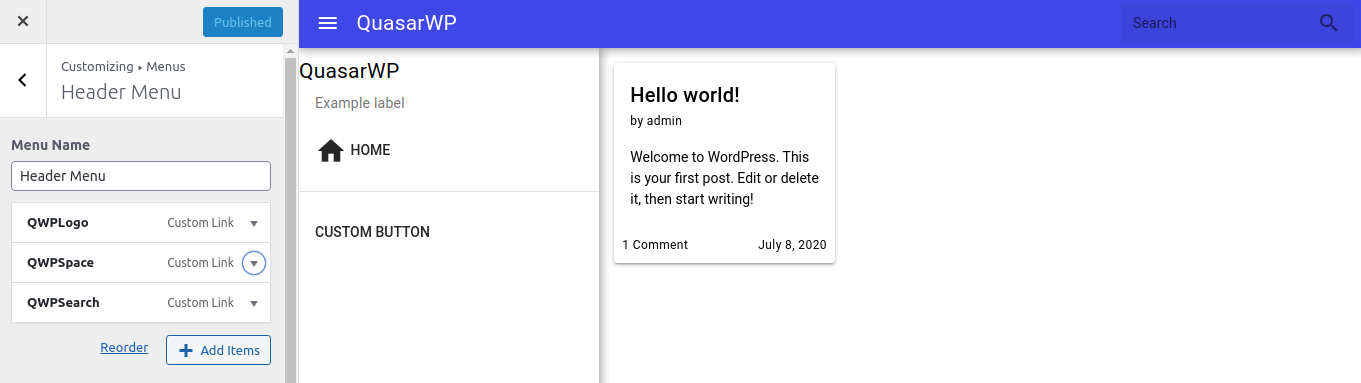 Published
Customizing ▸ Menus
Header Menu
Menu Name
Header Menu
QWPLogo Custom Link
QWPSpace Custom Link
QWPSearch Custom Link
Reorder
Add Items
QuasarWP
Search
QuasarWP
Example label
HOME
CUSTOM BUTTON
Hello world!
by admin
Welcome to WordPress. This
is your first post. Edit or delete
it, then start writing!
1 Comment July 8, 2020